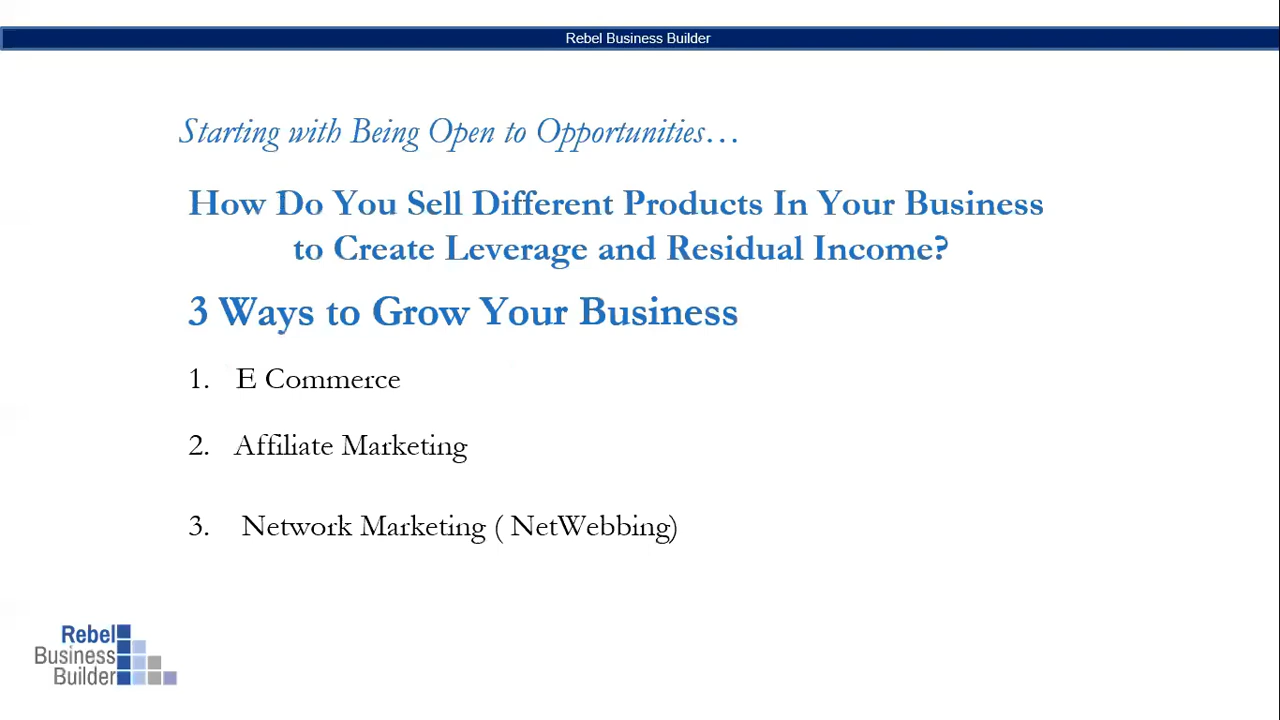 Rebel Business Builder
Starting with Being Open to Opportunities…
How Do You Sell Different Products In Your Business
to Create Leverage and Residual Income?
3 Ways to Grow Your Business
1. E Commerce
2. Affiliate Marketing
3. Network Marketing ( NetWebbing)
Rebel
Business
Builder